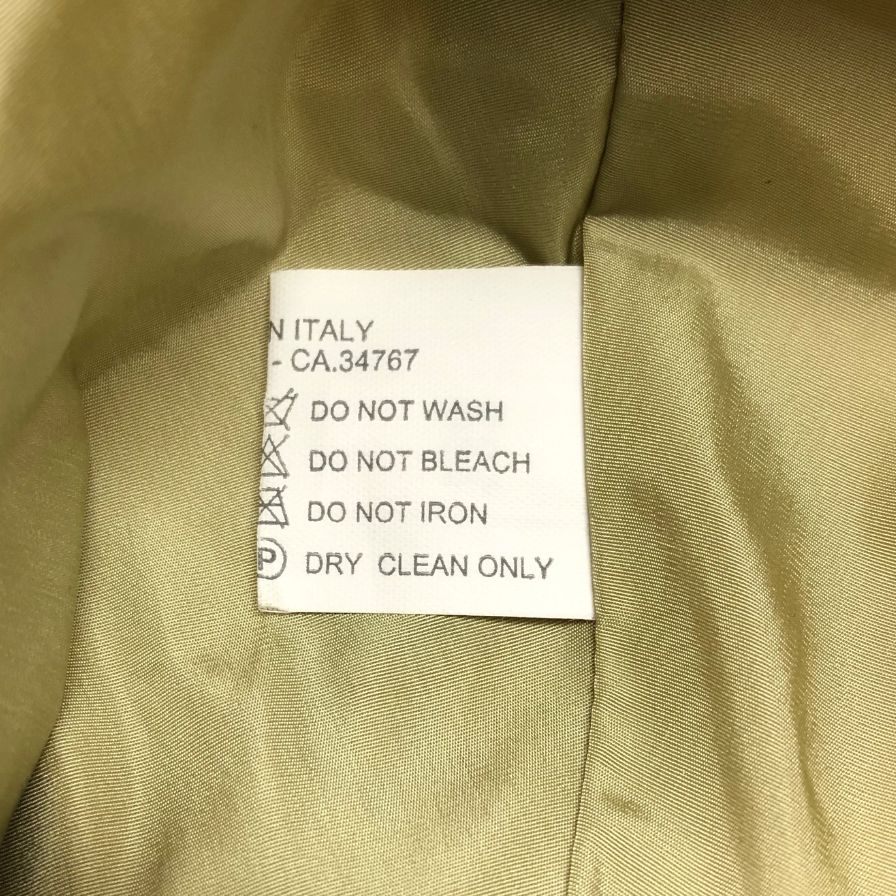 N ITALY
- CA.34767
DO NOT WASH
DO NOT BLEACH
DO NOT IRON
P DRY CLEAN ONLY